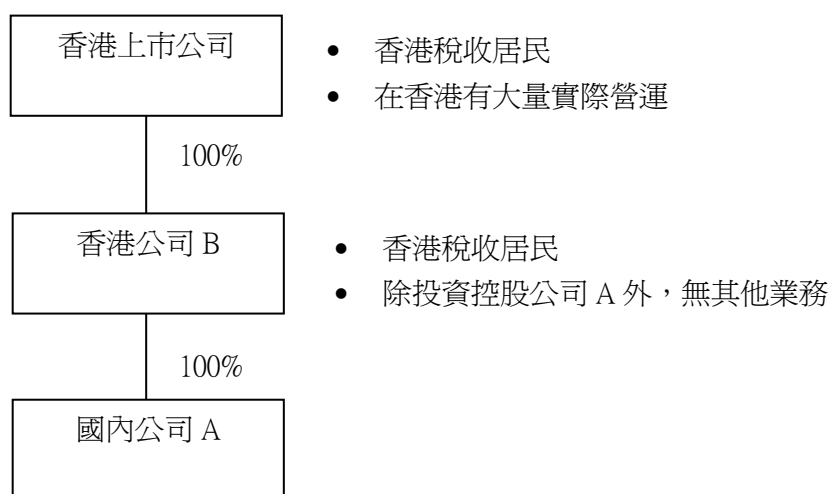 香港上市公司
• 香港稅收居民
• 在香港有大量實際營運
100%
香港公司 B
• 香港稅收居民
• 除投資控股公司 A 外，無其他業務
100%
國內公司 A